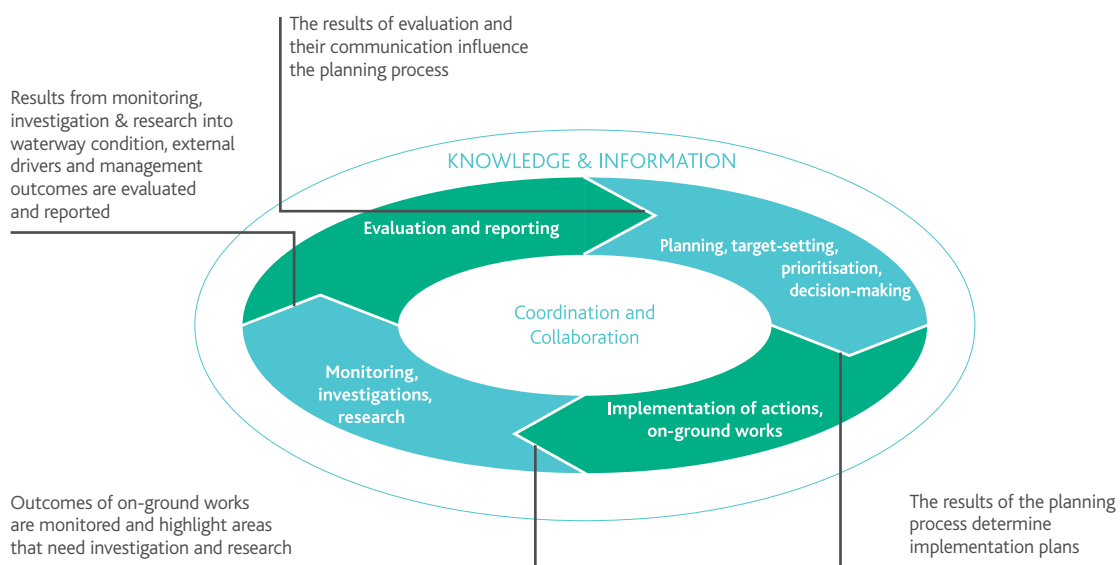 The results of evaluation and
their communication influence
the planning process
Results from monitoring,
investigation & research into
waterway condition, external
drivers and management
outcomes are evaluated
and reported
KNOWLEDGE & INFORMATION
Evaluation and reporting
Planning, target-setting,
prioritisation,
decision-making
Coordination and
Collaboration
Monitoring,
investigations,
research
Implementation of actions,
on-ground works
Outcomes of on-ground works
are monitored and highlight areas
that need investigation and research
The results of the planning
process determine
implementation plans